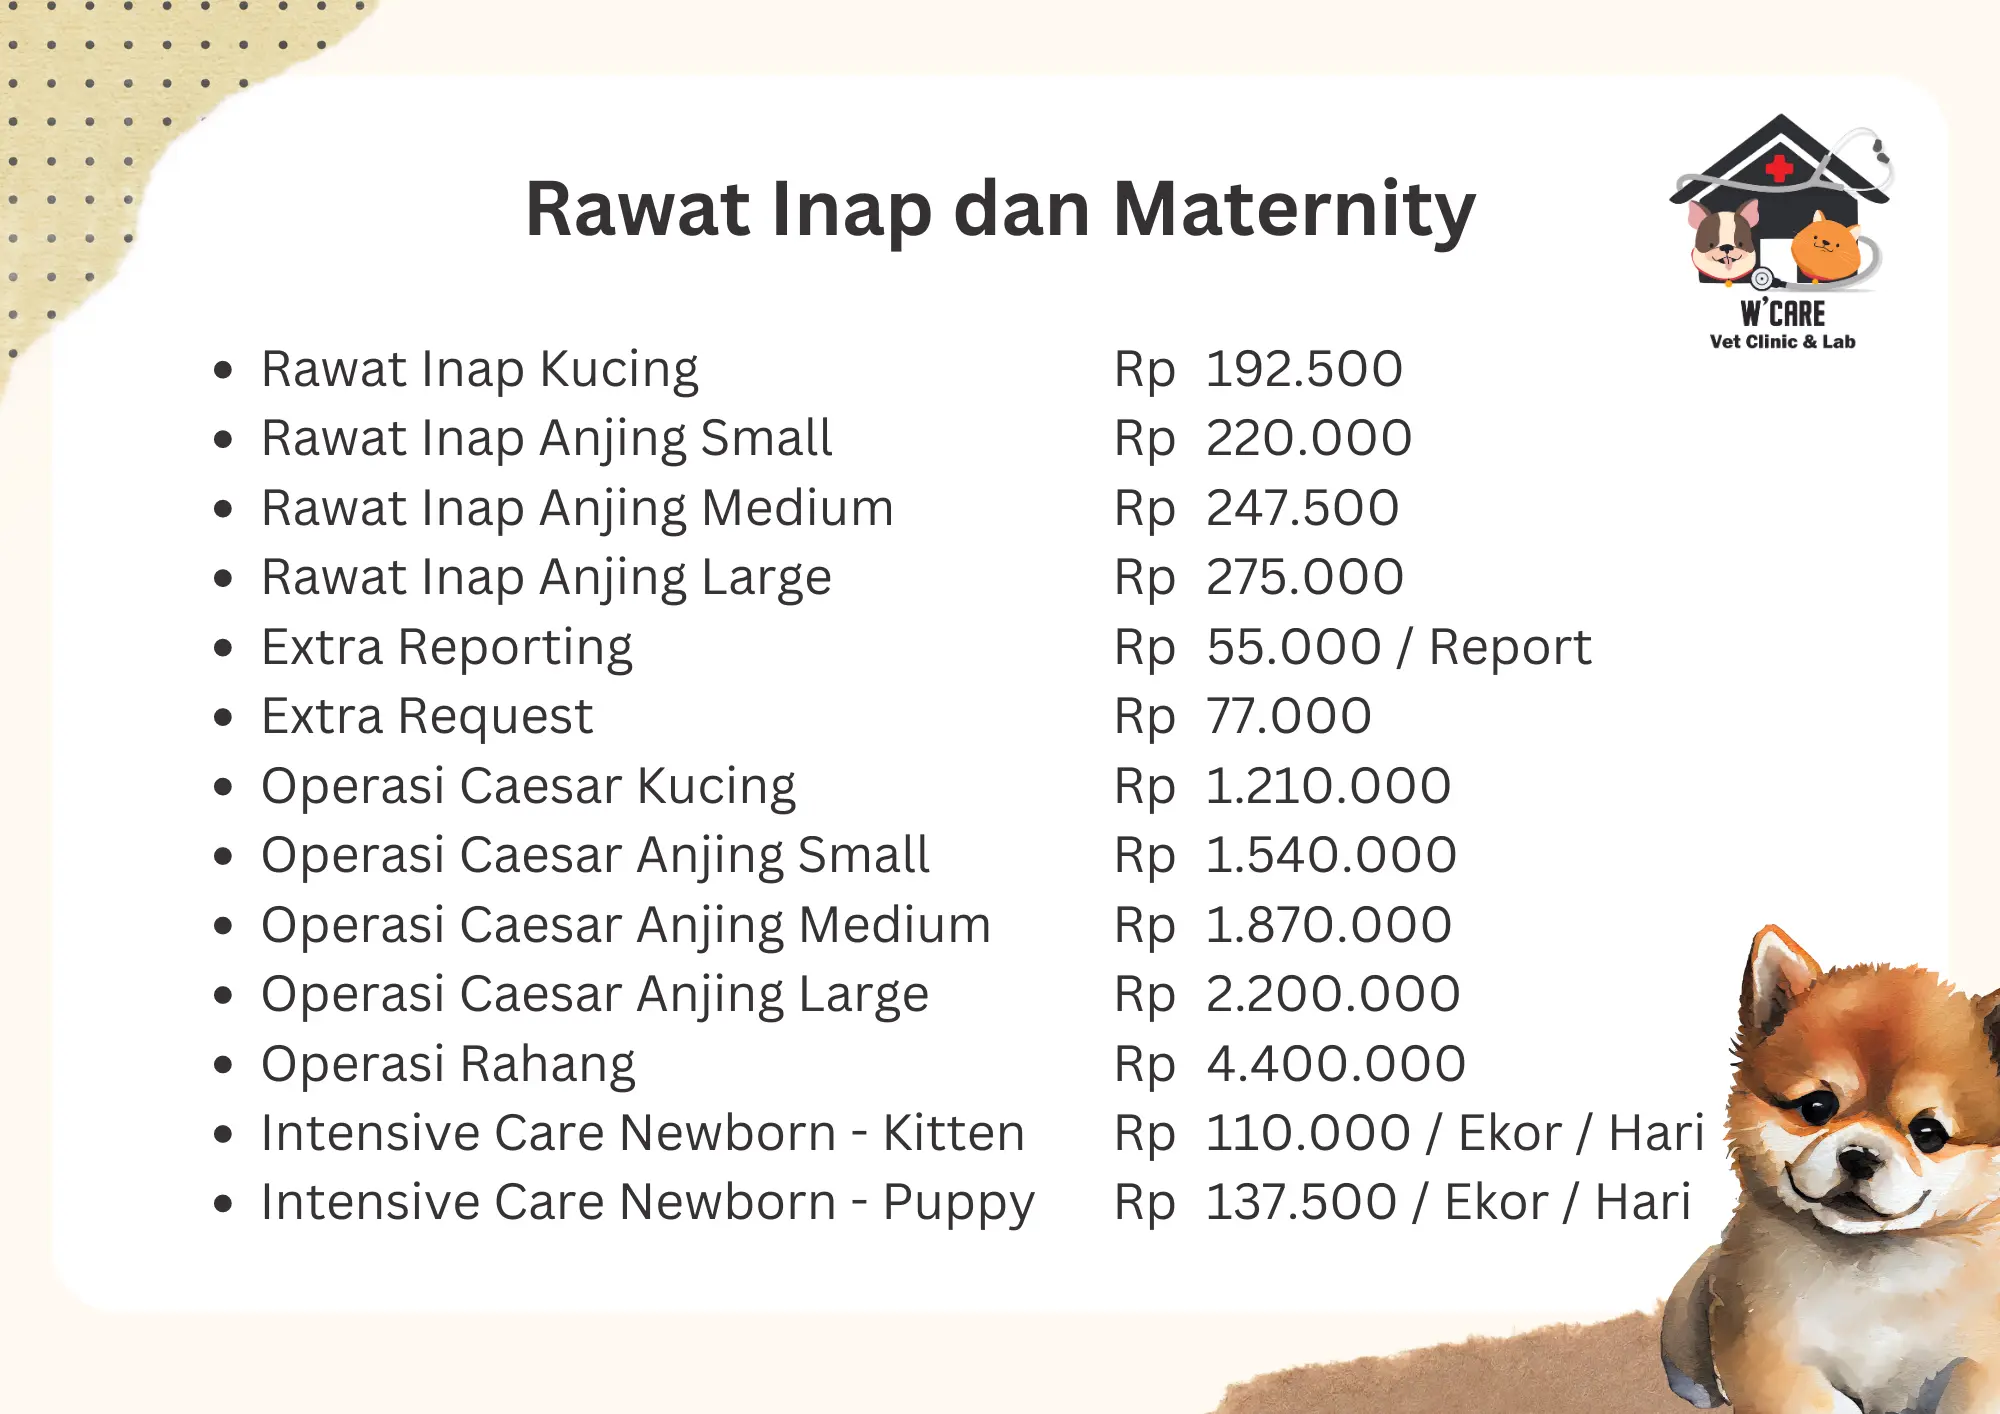 Rawat Inap dan Maternity
W'CARE
Vet Clinic & Lab
• Rawat Inap Kucing Rp 192.500
• Rawat Inap Anjing Small Rp 220.000
• Rawat Inap Anjing Medium Rp 247.500
• Rawat Inap Anjing Large Rp 275.000
• Extra Reporting Rp 55.000 / Report
• Extra Request Rp 77.000
• Operasi Caesar Kucing Rp 1.210.000
• Operasi Caesar Anjing Small Rp 1.540.000
• Operasi Caesar Anjing Medium Rp 1.870.000
• Operasi Caesar Anjing Large Rp 2.200.000
• Operasi Rahang Rp 4.400.000
• Intensive Care Newborn - Kitten Rp 110.000 / Ekor / Hari
• Intensive Care Newborn - Puppy Rp 137.500 / Ekor / Hari